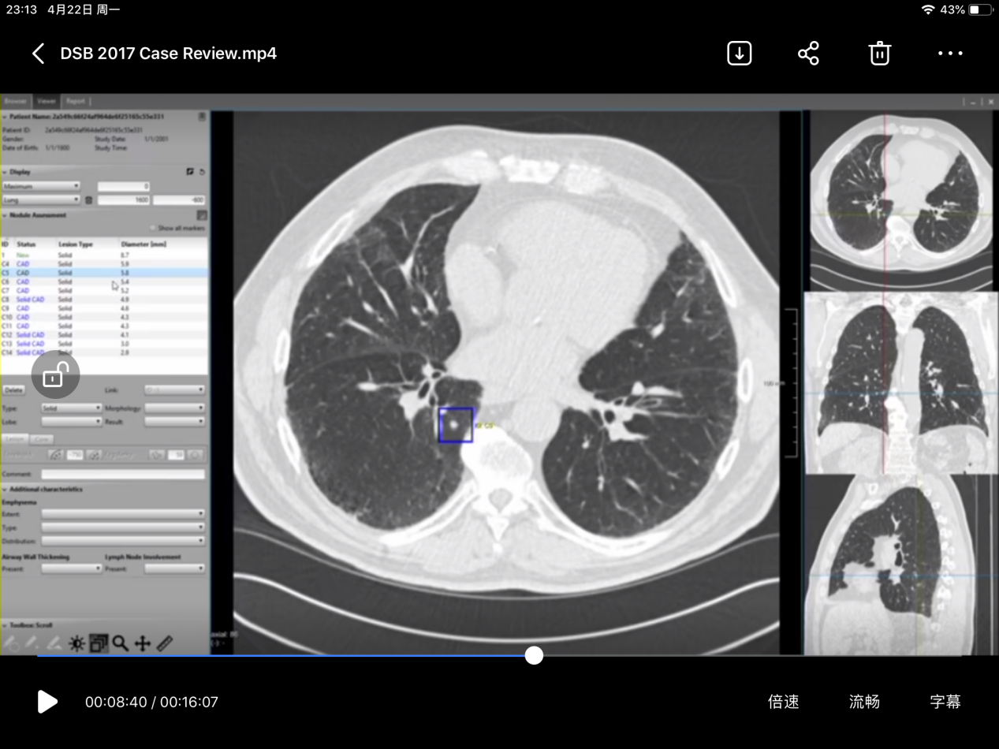 23:13 4月22日 周一
43%
DSB 2017 Case Review.mp4
Browser Viewer Report
Patient Name: 2a549c66f24af964de6f25165c55e331
Patient ID: 2a549c66f24af964de6f25165c55e331
Gender: Study Date: 1/1/2001
Date of Birth: 1/1/1900 Study Time:
Display
Maximum 0
Lung 1600 -600
Nodule Assessment
Show all markers
ID Status Lesion Type Diameter [mm]
1 New Solid 8.7
C4 CAD Solid 5.9
C5 CAD Solid 5.8
C6 CAD Solid 5.4
C7 CAD Solid 5.2
C8 Solid CAD Solid 4.9
C9 CAD Solid 4.6
C10 CAD Solid 4.3
C11 CAD Solid 4.3
C12 Solid CAD Solid 4.1
C13 Solid CAD Solid 3.0
C14 Solid CAD Solid 2.9
Delete Link:
Type: Solid Morphology:
Lobe: Result:
Comment:
Additional characteristics
Emphysema
Extent:
Type:
Distribution:
Airway Wall Thickening Lymph Node Involvement
Present: Present:
Toolbox: Scroll
100 mm
axial: 86
00:08:40 / 00:16:07
倍速 流畅 字幕